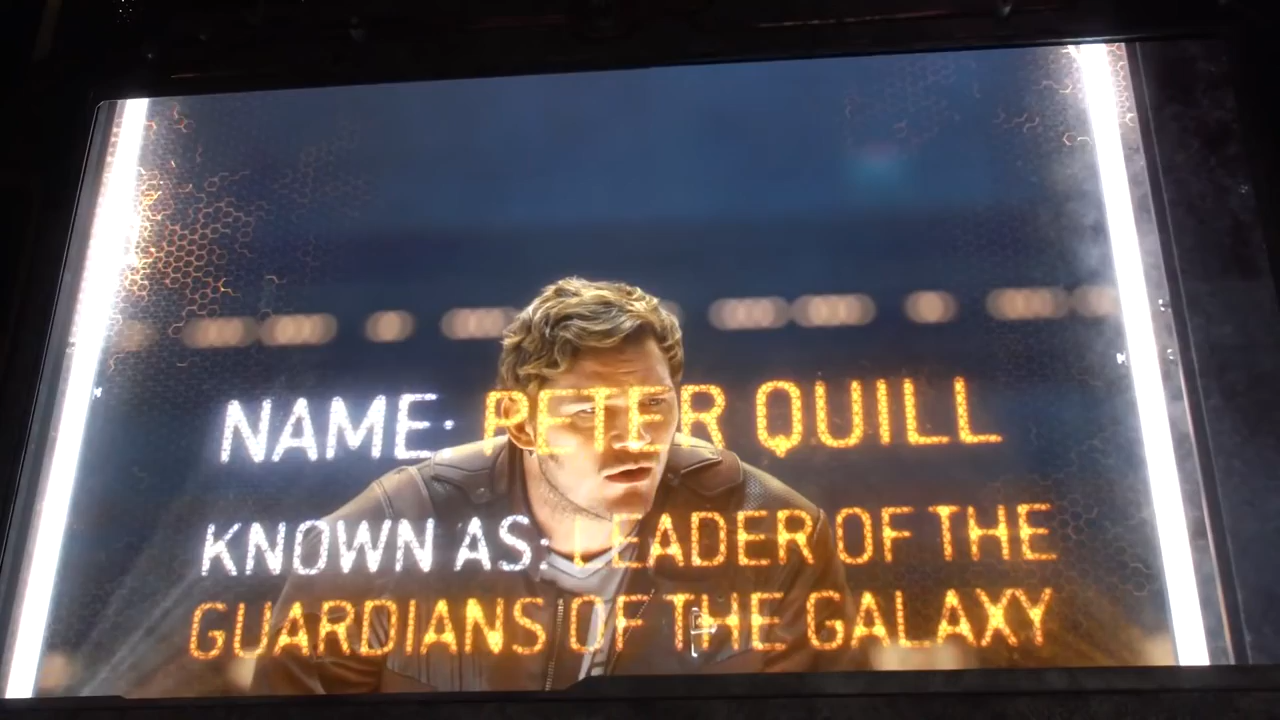 NAME: PETER QUILL
KNOWN AS: LEADER OF THE
GUARDIANS OF THE GALAXY